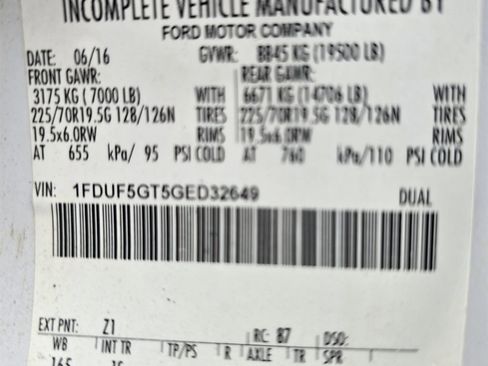 INCOMPLETE VEHICLE MANUFACTURED BY
FORD MOTOR COMPANY
DATE: 06/16 GVWR: 8845 KG (19500 LB)
FRONT GAWR: REAR GAWR:
3175 KG (7000 LB) WITH 6671 KG (14706 LB) WITH
225/70R19.5G 128/126N TIRES 225/70R19.5G 128/126N TIRES
19.5x6.0RW RIMS 19.5x6.0RW RIMS
AT 655 kPa/ 95 PSI COLD AT 760 kPa/110 PSI COLD
VIN: 1FDUF5GT5GED32649 DUAL
EXT PNT: Z1 RC: 87 DSO:
WB INT TR TP/PS R AXLE TR SPR
165